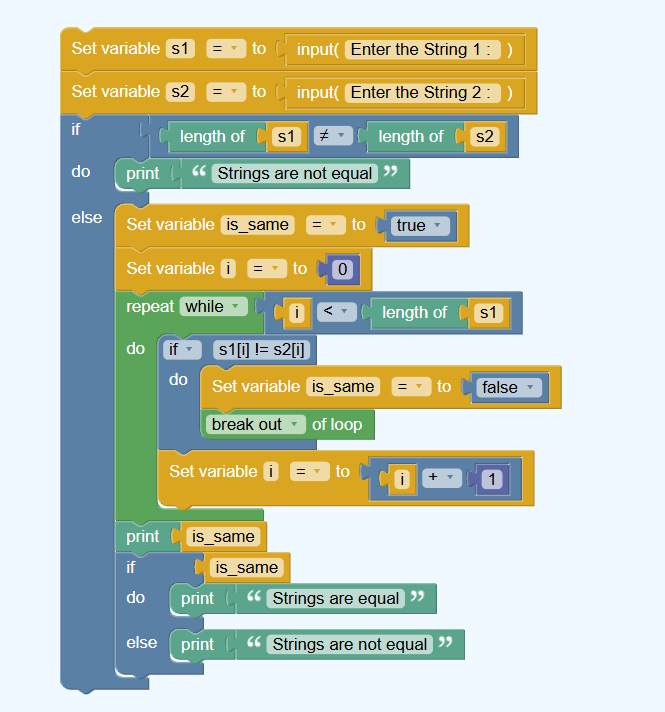 Set variable s1 = to input( Enter the String 1 : )
Set variable s2 = to input( Enter the String 2 : )
if length of s1 ≠ length of s2
do print “ Strings are not equal ”
else Set variable is_same = to true
Set variable i = to 0
repeat while i < length of s1
do if s1[i] != s2[i]
do Set variable is_same = to false
break out of loop
Set variable i = to i + 1
print is_same
if is_same
do print “ Strings are equal ”
else print “ Strings are not equal ”